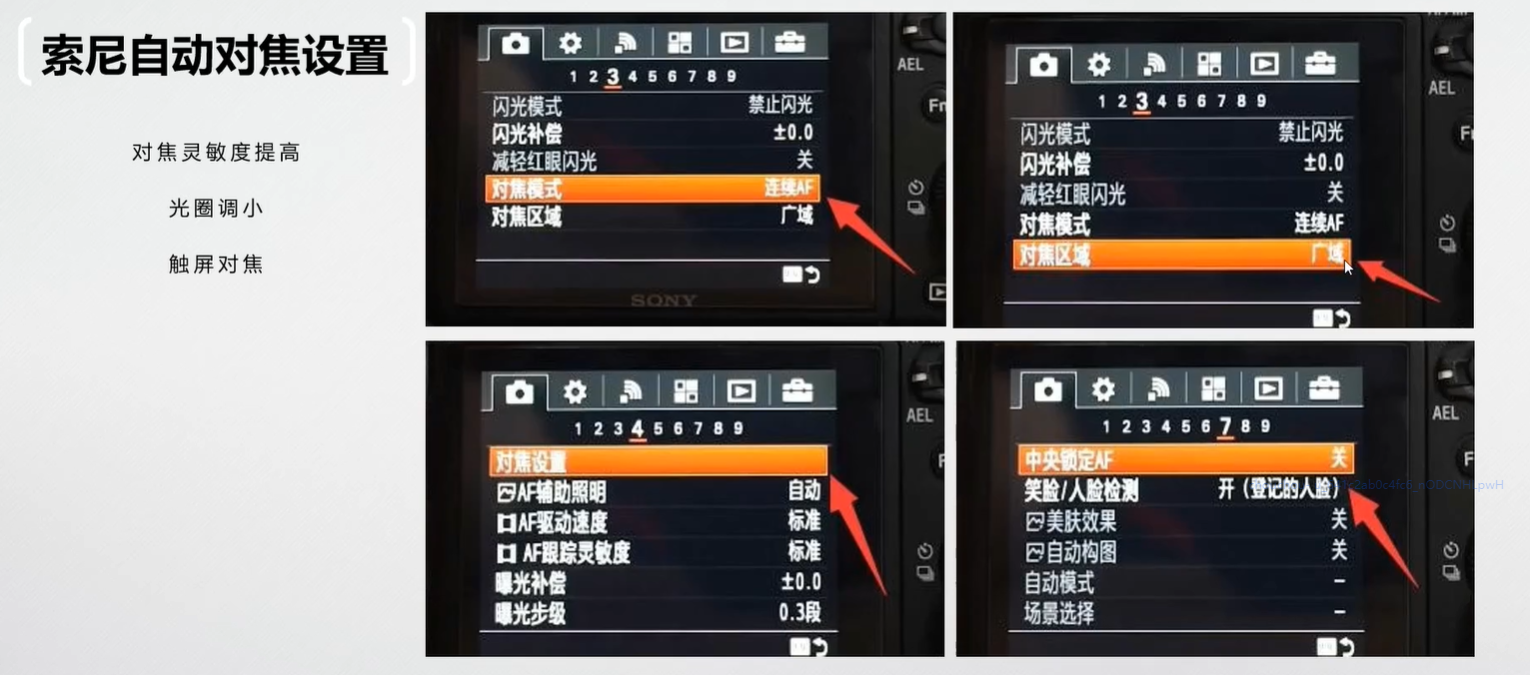 索尼自动对焦设置
对焦灵敏度提高
光圈调小
触屏对焦
1 2 3 4 5 6 7 8 9
闪光模式 禁止闪光
闪光补偿 ±0.0
减轻红眼闪光 关
对焦模式 连续AF
对焦区域 广域
SONY
AEL
Fn
1 2 3 4 5 6 7 8 9
闪光模式 禁止闪光
闪光补偿 ±0.0
减轻红眼闪光 关
对焦模式 连续AF
对焦区域 广域
AEL
1 2 3 4 5 6 7 8 9
对焦设置
AF辅助照明 自动
AF驱动速度 标准
AF跟踪灵敏度 标准
曝光补偿 ±0.0
曝光步级 0.3段
AEL
1 2 3 4 5 6 7 8 9
中央锁定AF 关
笑脸/人脸检测 开（登记的人脸）
美肤效果 关
自动构图 关
自动模式 –
场景选择 –
AEL